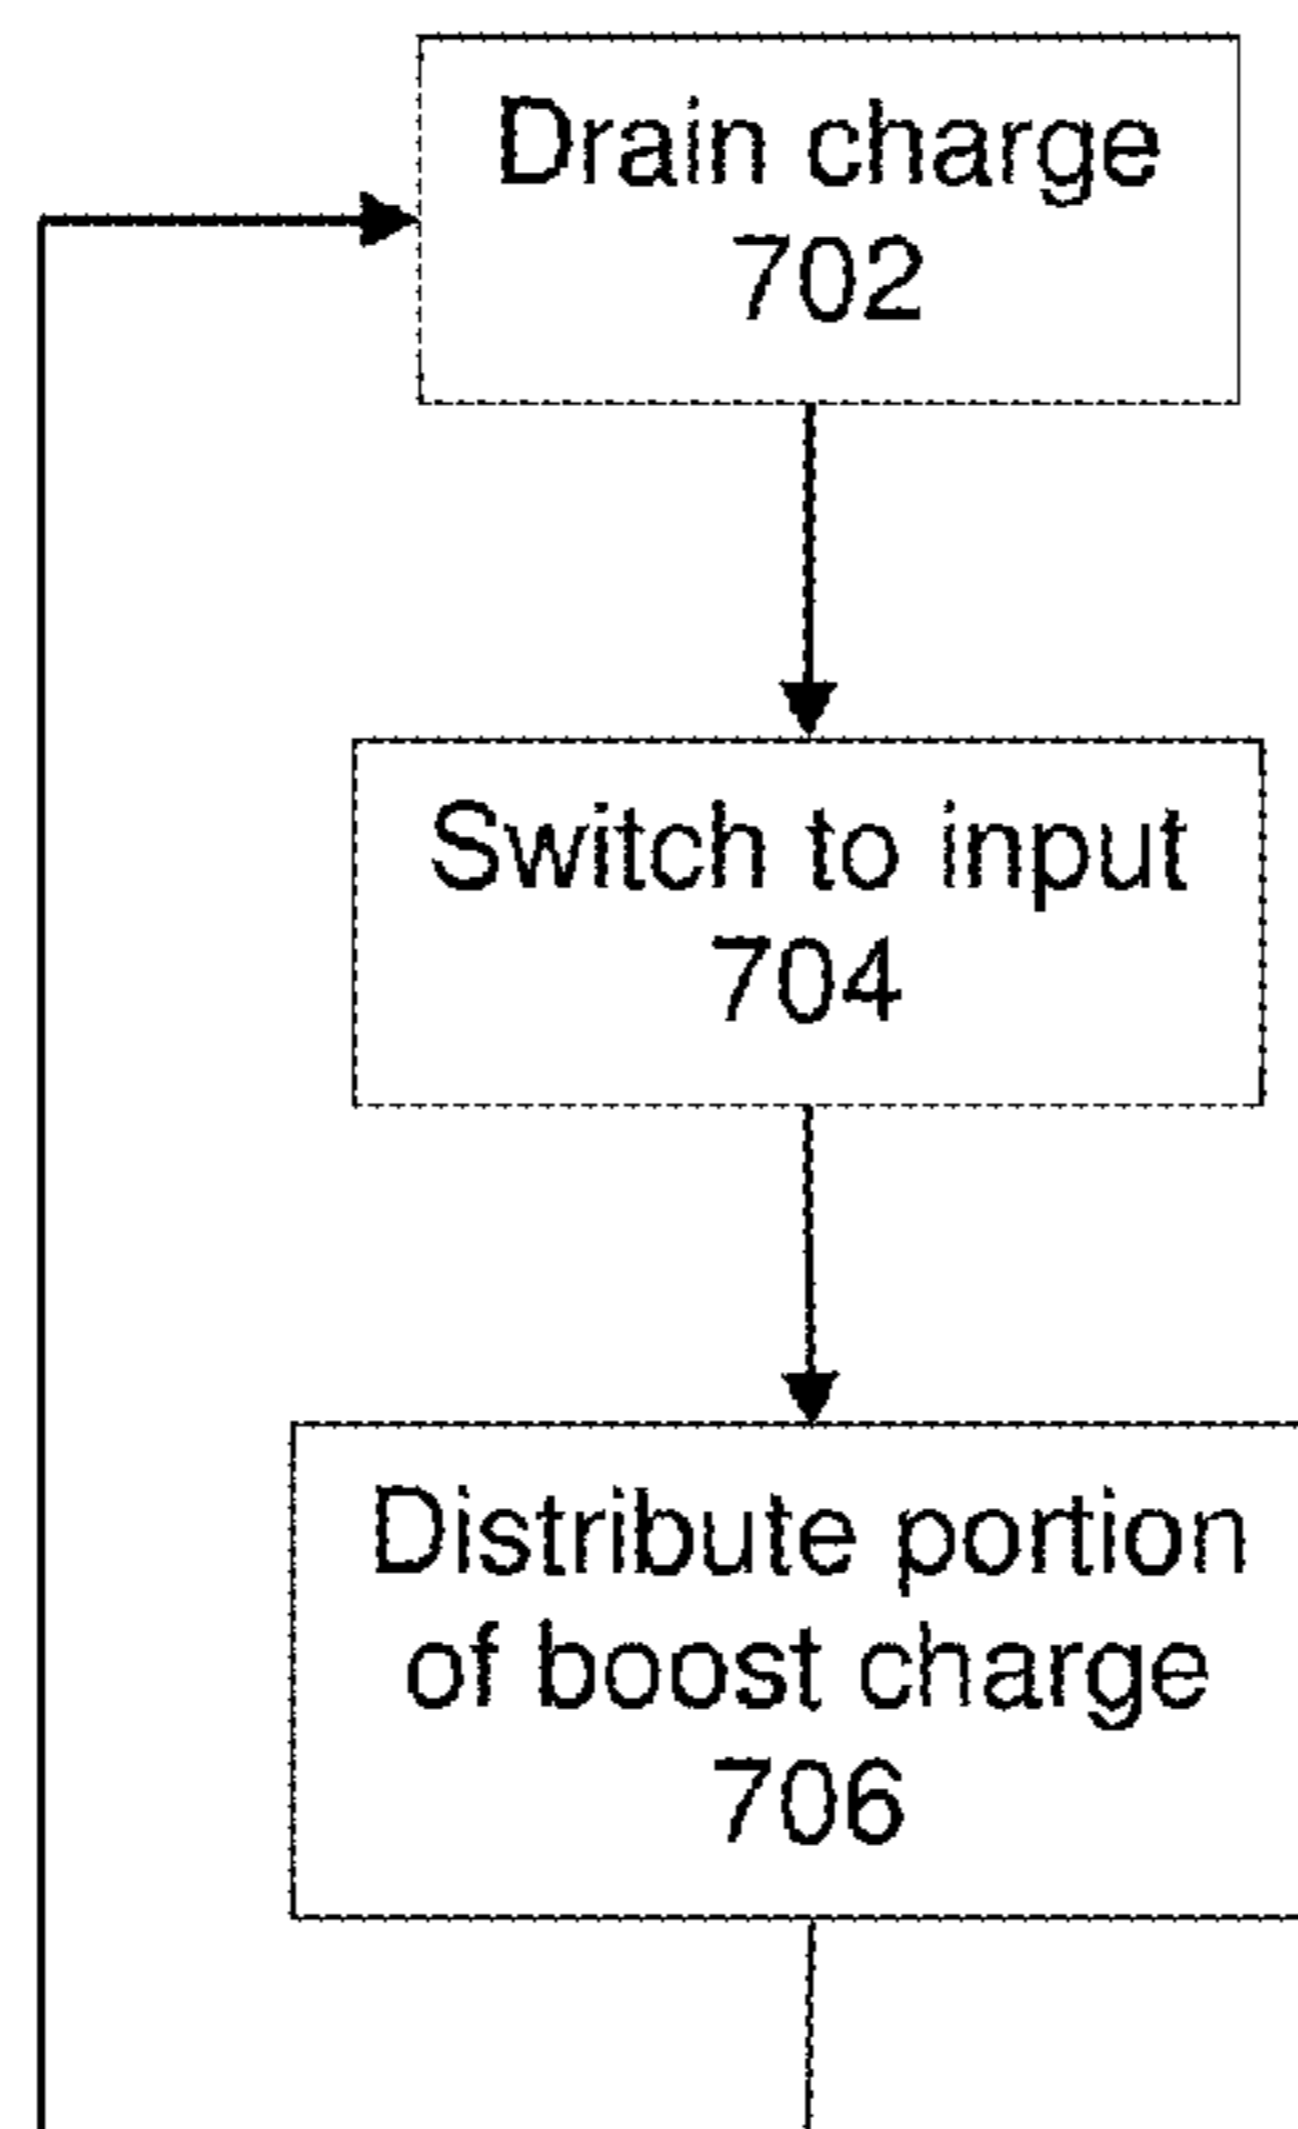 Drain charge
702
Switch to input
704
Distribute portion
of boost charge
706